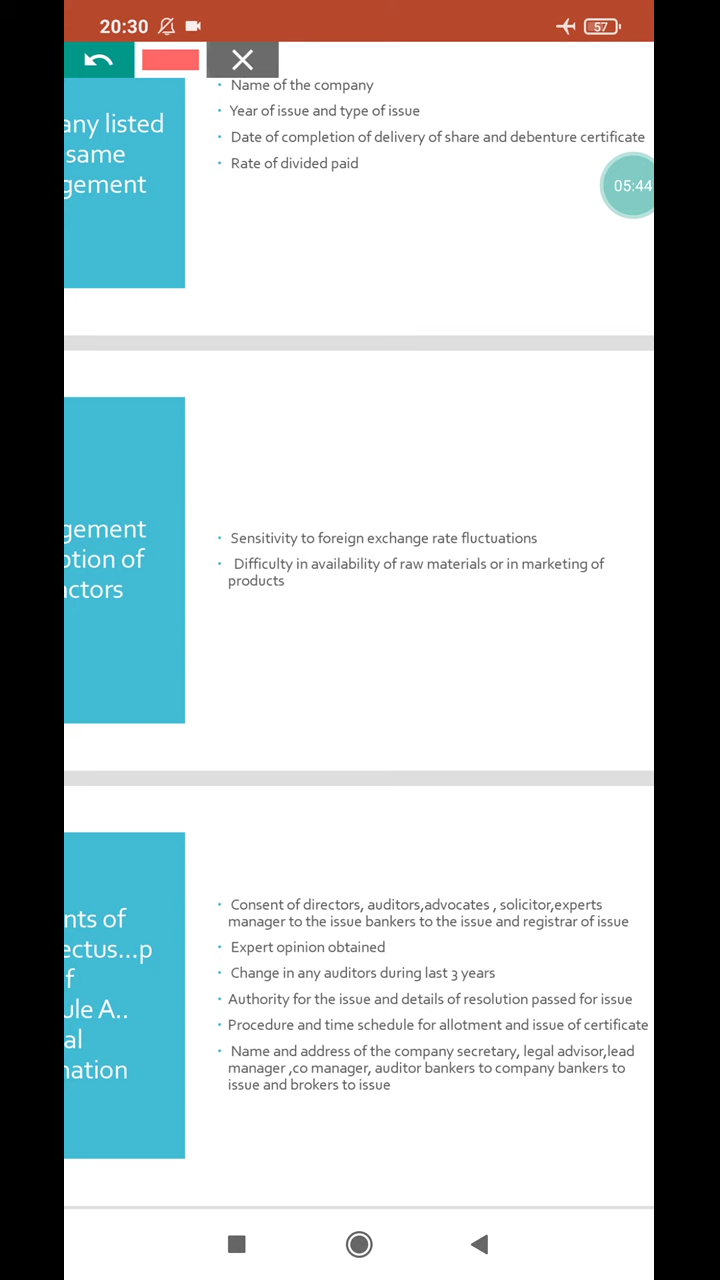 20:30
57
any listed
same
gement
• Name of the company
• Year of issue and type of issue
• Date of completion of delivery of share and debenture certificate
• Rate of divided paid
05:44
gement
ption of
actors
• Sensitivity to foreign exchange rate fluctuations
• Difficulty in availability of raw materials or in marketing of
products
nts of
ectus...p
f
ule A..
al
nation
• Consent of directors, auditors,advocates , solicitor,experts
manager to the issue bankers to the issue and registrar of issue
• Expert opinion obtained
• Change in any auditors during last 3 years
• Authority for the issue and details of resolution passed for issue
• Procedure and time schedule for allotment and issue of certificate
• Name and address of the company secretary, legal advisor,lead
manager ,co manager, auditor bankers to company bankers to
issue and brokers to issue